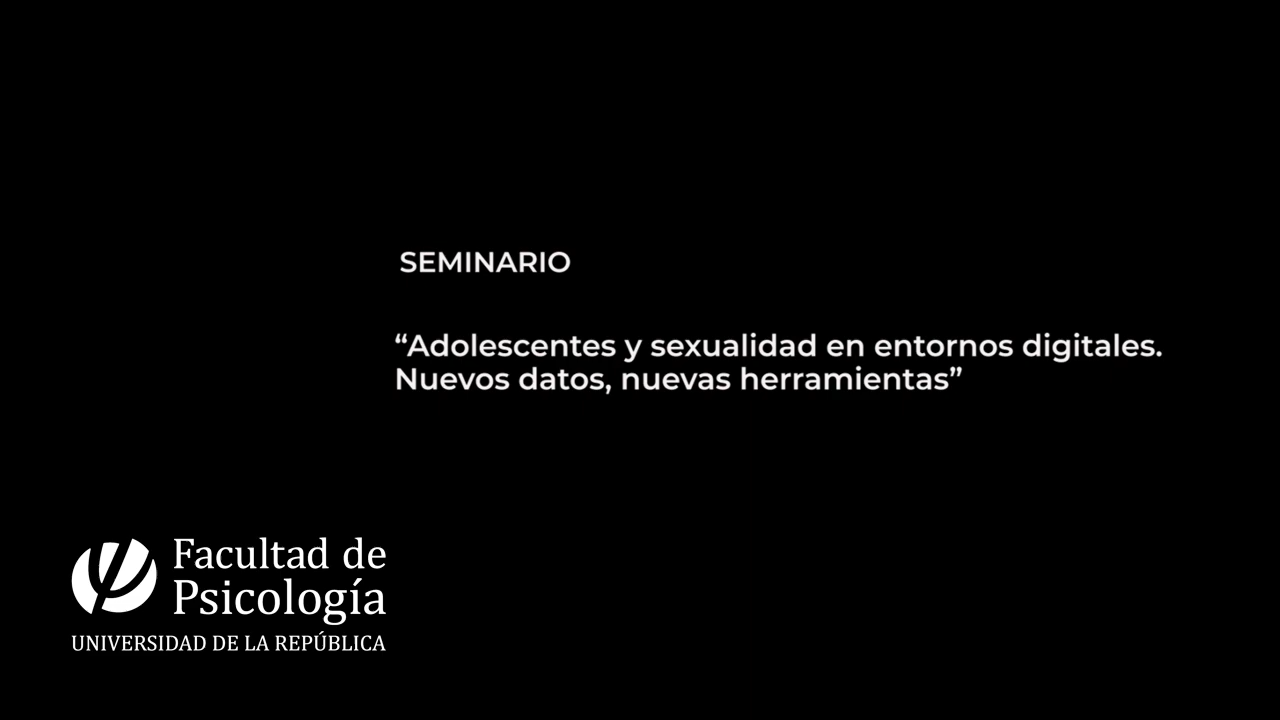 SEMINARIO
“Adolescentes y sexualidad en entornos digitales.
Nuevos datos, nuevas herramientas”
Facultad de
Psicología
UNIVERSIDAD DE LA REPÚBLICA